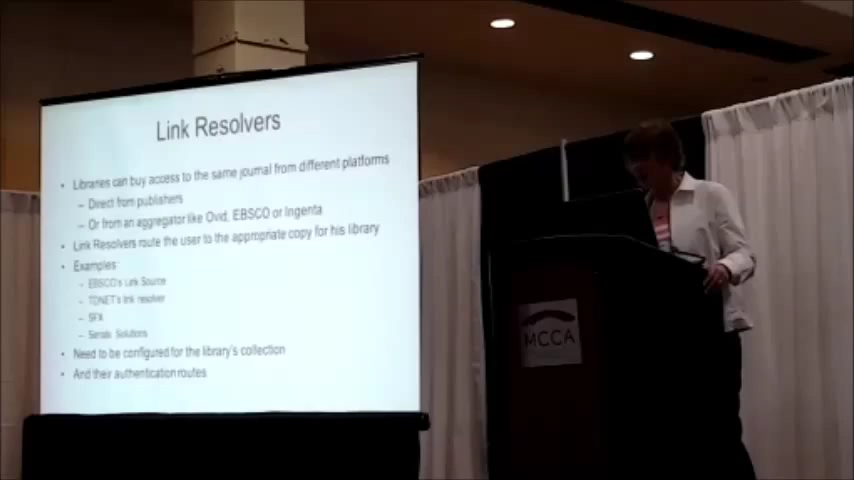 Link Resolvers
• Libraries can buy access to the same journal from different platforms
– Direct from publishers
– Or from an aggregator like Ovid, EBSCO or Ingenta
• Link Resolvers route the user to the appropriate copy for his library
• Examples:
– EBSCO's Link Source
– TDNET's link resolver
– SFX
– Serials Solutions
• Need to be configured for the library's collection
• And their authentication routes
MCCA